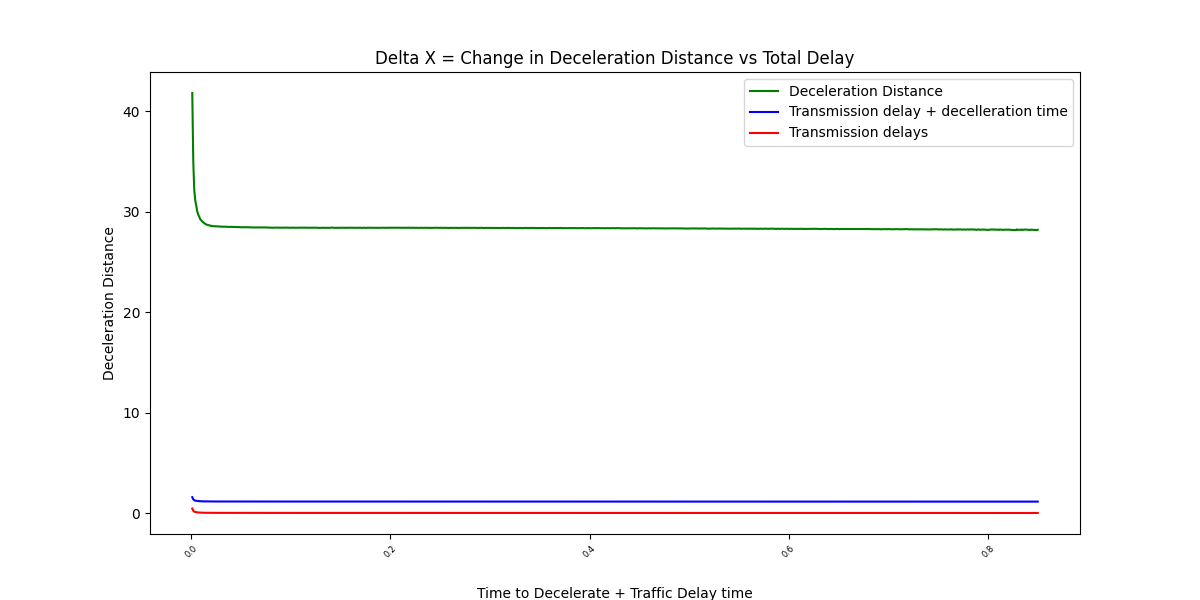 Delta X = Change in Deceleration Distance vs Total Delay
Deceleration Distance
Transmission delay + decelleration time
Transmission delays
40
30
20
10
0
Deceleration Distance
0.0
0.2
0.4
0.6
0.8
Time to Decelerate + Traffic Delay time